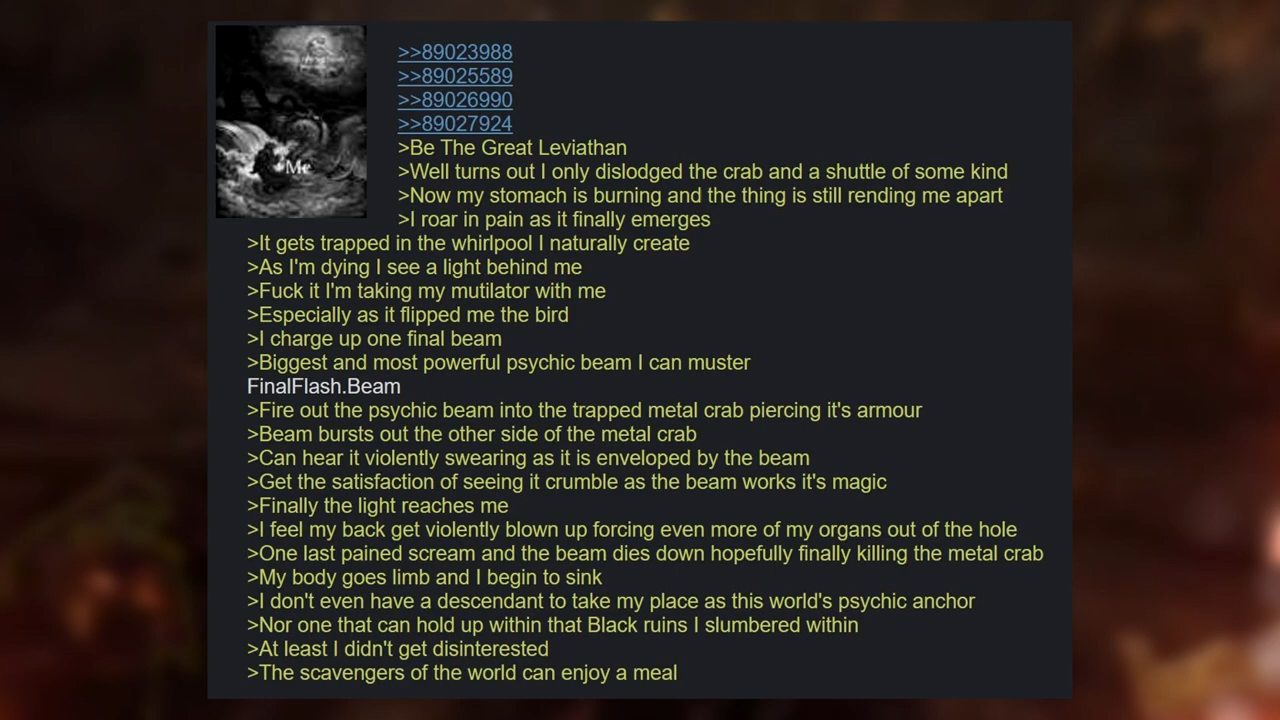 >>89023988
>>89025589
>>89026990
>>89027924
>Be The Great Leviathan
>Well turns out I only dislodged the crab and a shuttle of some kind
>Now my stomach is burning and the thing is still rending me apart
Me
>I roar in pain as it finally emerges
>It gets trapped in the whirlpool I naturally create
>As I'm dying I see a light behind me
>Fuck it I'm taking my mutilator with me
>Especially as it flipped me the bird
>I charge up one final beam
>Biggest and most powerful psychic beam I can muster
FinalFlash.Beam
>Fire out the psychic beam into the trapped metal crab piercing it's armour
>Beam bursts out the other side of the metal crab
>Can hear it violently swearing as it is enveloped by the beam
>Get the satisfaction of seeing it crumble as the beam works it's magic
>Finally the light reaches me
>I feel my back get violently blown up forcing even more of my organs out of the hole
>One last pained scream and the beam dies down hopefully finally killing the metal crab
>My body goes limb and I begin to sink
>I don't even have a descendant to take my place as this world's psychic anchor
>Nor one that can hold up within that Black ruins I slumbered within
>At least I didn't get disinterested
>The scavengers of the world can enjoy a meal